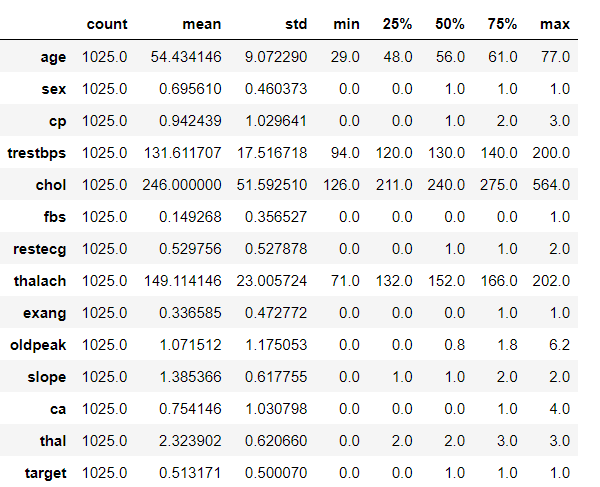 count mean std min 25% 50% 75% max
age 1025.0 54.434146 9.072290 29.0 48.0 56.0 61.0 77.0
sex 1025.0 0.695610 0.460373 0.0 0.0 1.0 1.0 1.0
cp 1025.0 0.942439 1.029641 0.0 0.0 1.0 2.0 3.0
trestbps 1025.0 131.611707 17.516718 94.0 120.0 130.0 140.0 200.0
chol 1025.0 246.000000 51.592510 126.0 211.0 240.0 275.0 564.0
fbs 1025.0 0.149268 0.356527 0.0 0.0 0.0 0.0 1.0
restecg 1025.0 0.529756 0.527878 0.0 0.0 1.0 1.0 2.0
thalach 1025.0 149.114146 23.005724 71.0 132.0 152.0 166.0 202.0
exang 1025.0 0.336585 0.472772 0.0 0.0 0.0 1.0 1.0
oldpeak 1025.0 1.071512 1.175053 0.0 0.0 0.8 1.8 6.2
slope 1025.0 1.385366 0.617755 0.0 1.0 1.0 2.0 2.0
ca 1025.0 0.754146 1.030798 0.0 0.0 0.0 1.0 4.0
thal 1025.0 2.323902 0.620660 0.0 2.0 2.0 3.0 3.0
target 1025.0 0.513171 0.500070 0.0 0.0 1.0 1.0 1.0